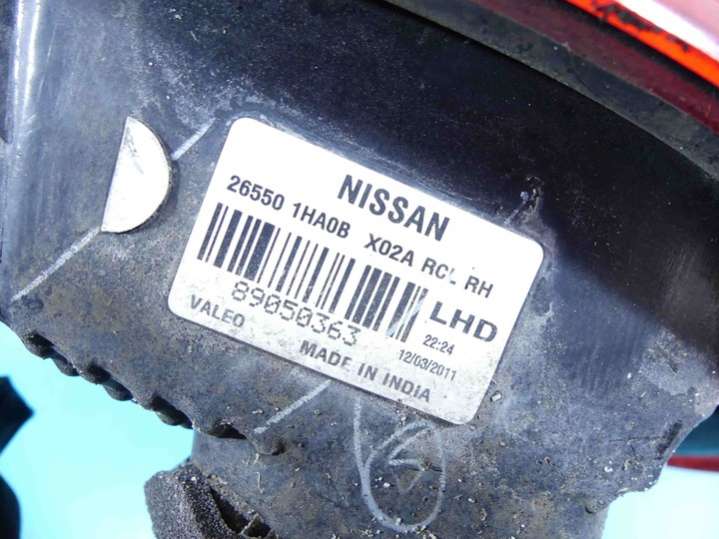 NISSAN
26550 1HA0B X02A RCL RH
89050363 LHD
22:24
VALEO 12/03/2011
MADE IN INDIA